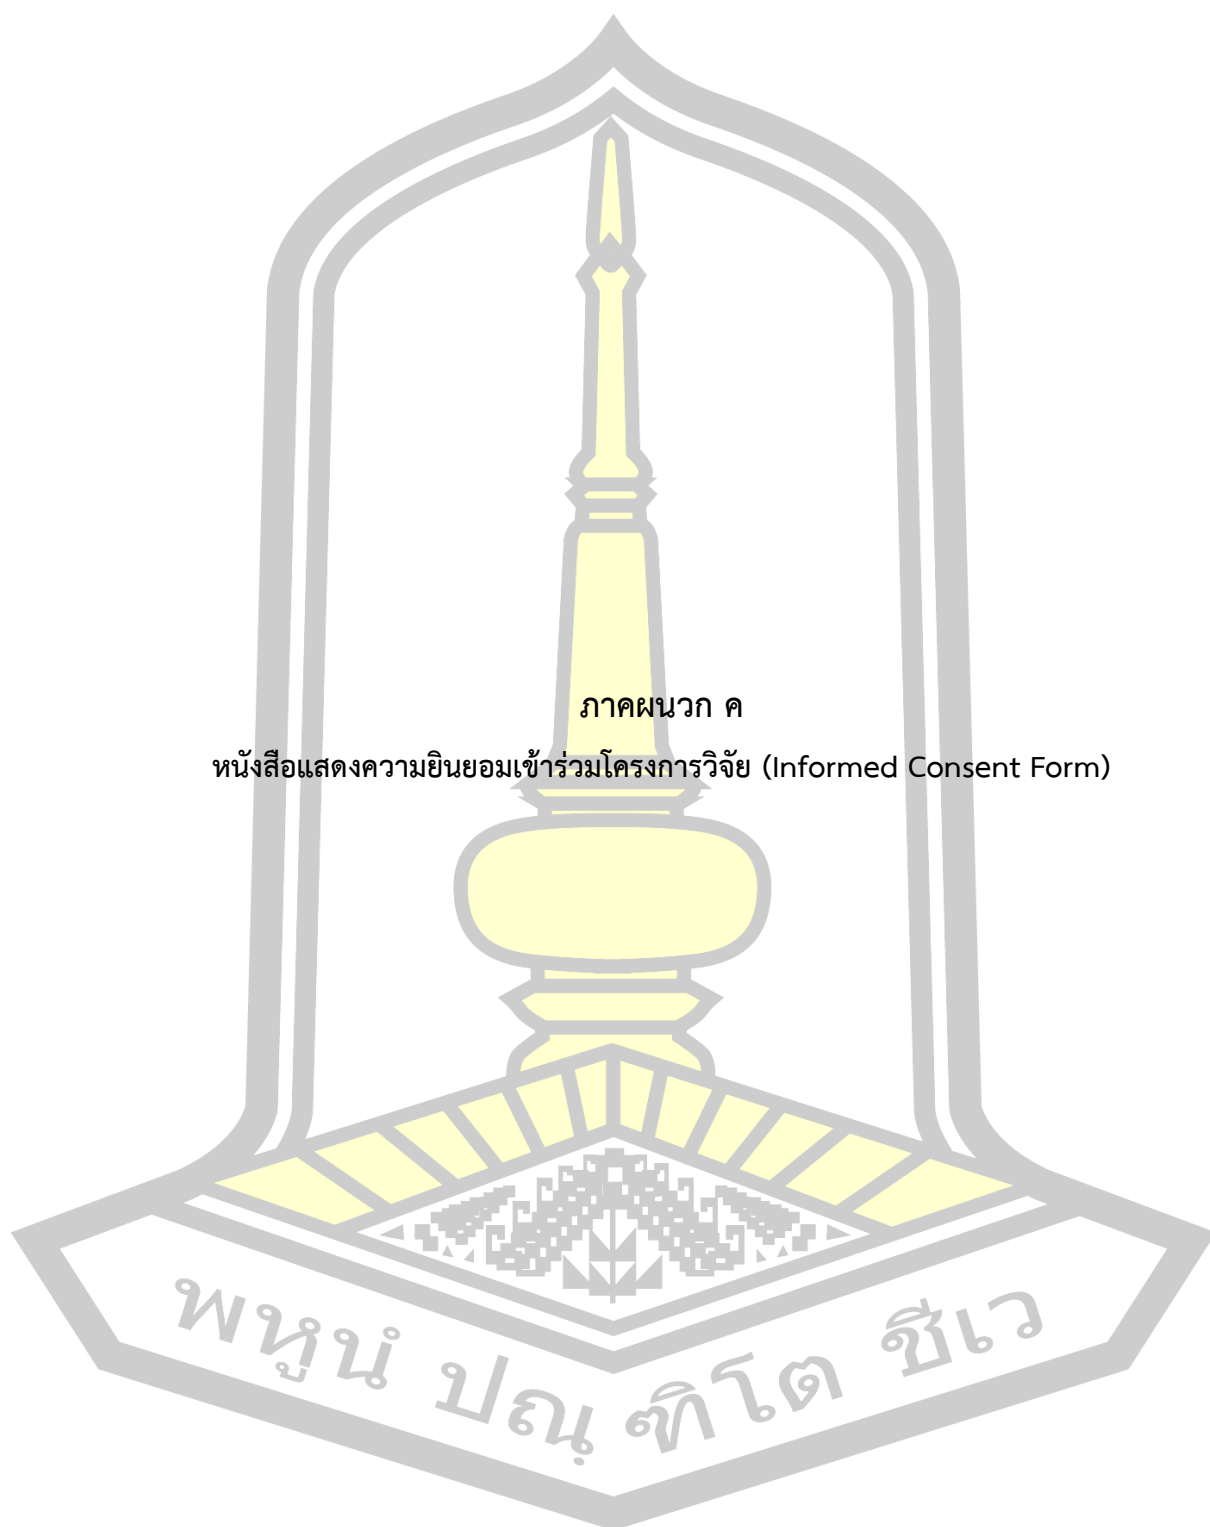 ภาคผนวก ค
หนังสือแสดงความยินยอมเข้าร่วมโครงการวิจัย (Informed Consent Form)
พหูนํ ปณฺฑิโต ชีเว